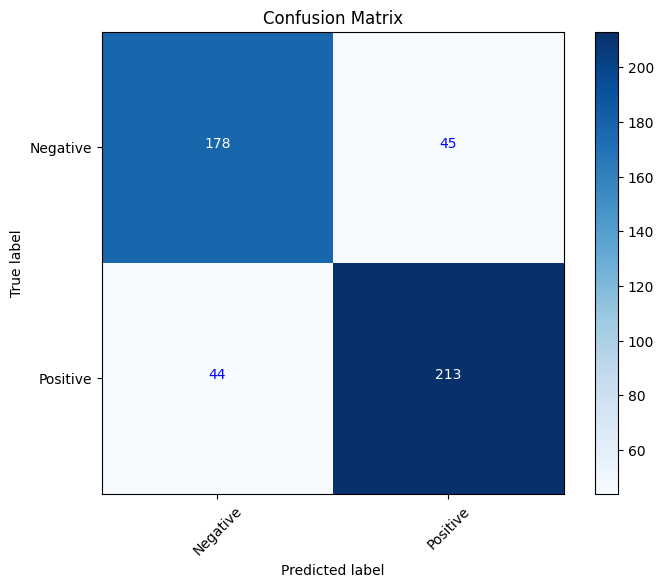 Confusion Matrix
True label
Negative
Positive
178
45
44
213
Negative
Positive
Predicted label
200
180
160
140
120
100
80
60